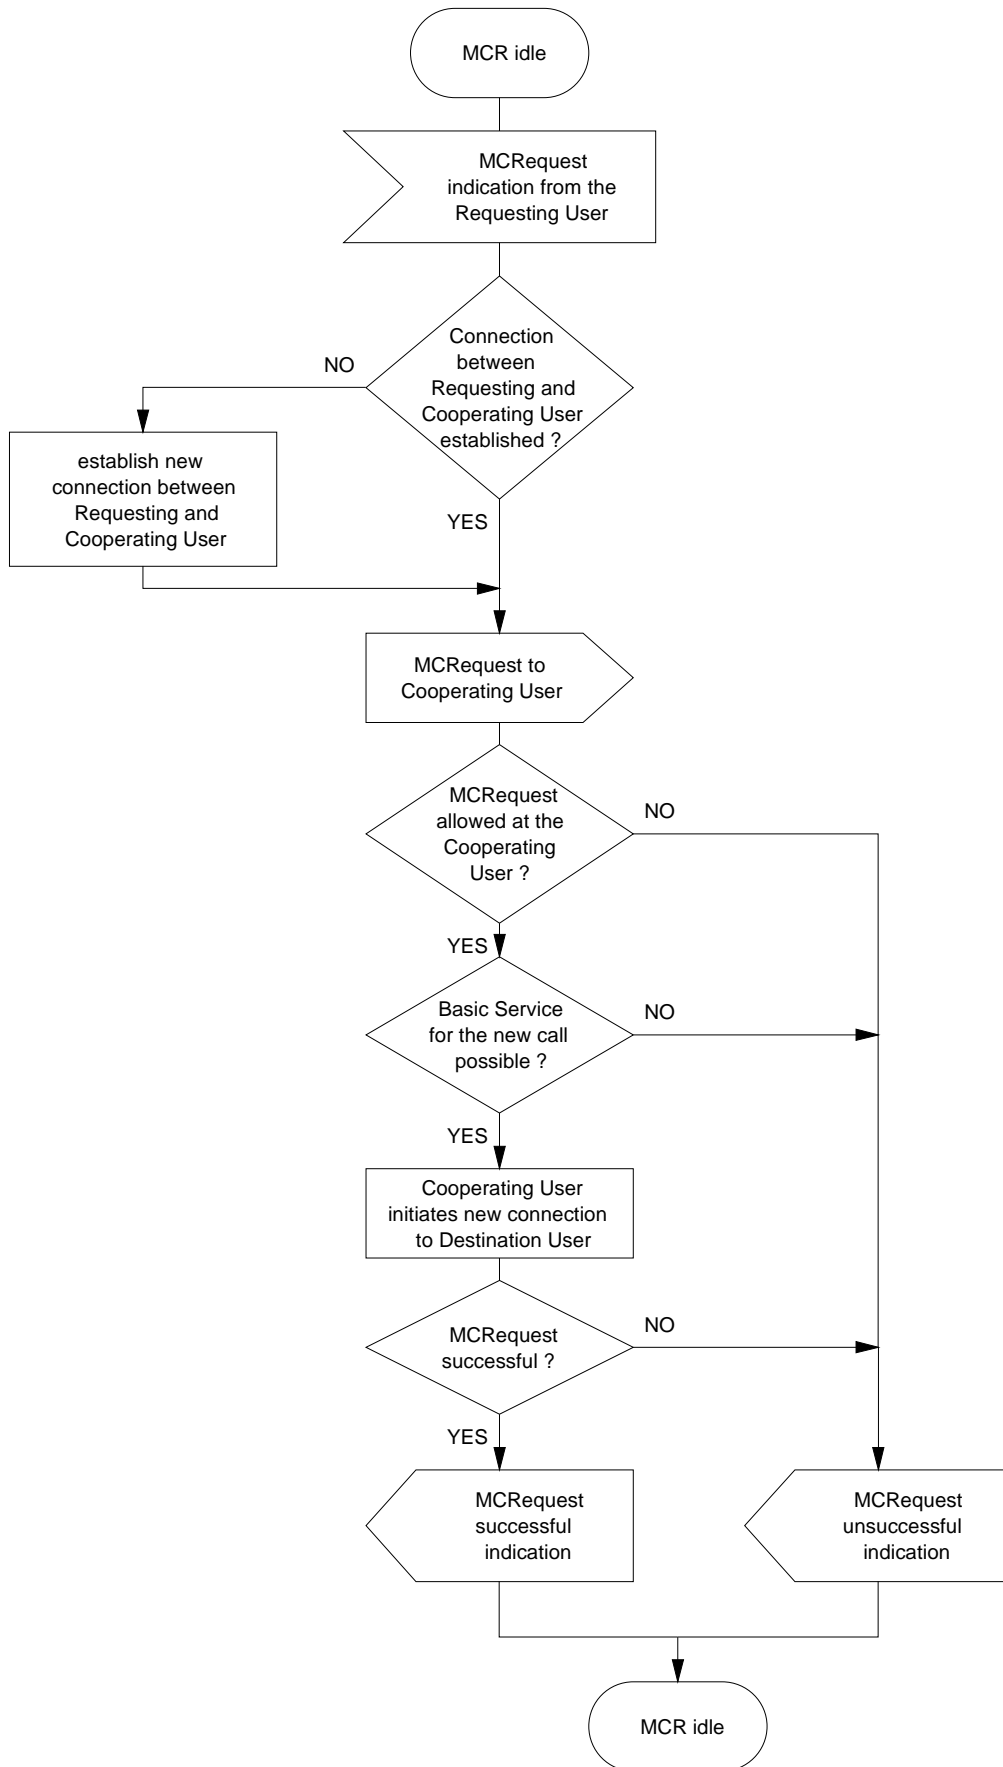 MCR idle
MCRequest
indication from the
Requesting User
Connection
between
Requesting and
Cooperating User
established ?
NO
establish new
connection between
Requesting and
Cooperating User
YES
MCRequest to
Cooperating User
MCRequest
allowed at the
Cooperating
User ?
NO
YES
Basic Service
for the new call
possible ?
NO
YES
Cooperating User
initiates new connection
to Destination User
MCRequest
successful ?
NO
YES
MCRequest
successful
indication
MCRequest
unsuccessful
indication
MCR idle